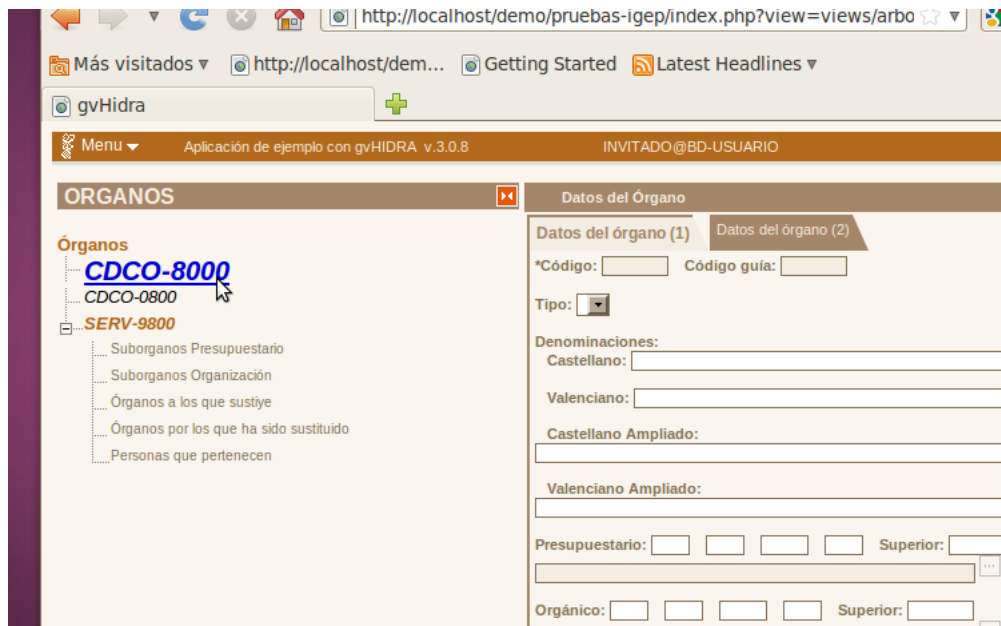 http://localhost/demo/pruebas-igep/index.php?view=views/arbo
Más visitados http://localhost/dem... Getting Started Latest Headlines
gvHidra
Menu Aplicación de ejemplo con gvHIDRA v.3.0.8 INVITADO@BD-USUARIO
ORGANOS
Órganos
CDCO-8000
CDCO-0800
SERV-9800
Suborganos Presupuestario
Suborganos Organización
Órganos a los que sustiye
Órganos por los que ha sido sustituido
Personas que pertenecen
Datos del Órgano
Datos del órgano (1) Datos del órgano (2)
*Código: Código guía:
Tipo:
Denominaciones:
Castellano:
Valenciano:
Castellano Ampliado:
Valenciano Ampliado:
Presupuestario: Superior:
...
Orgánico: Superior: